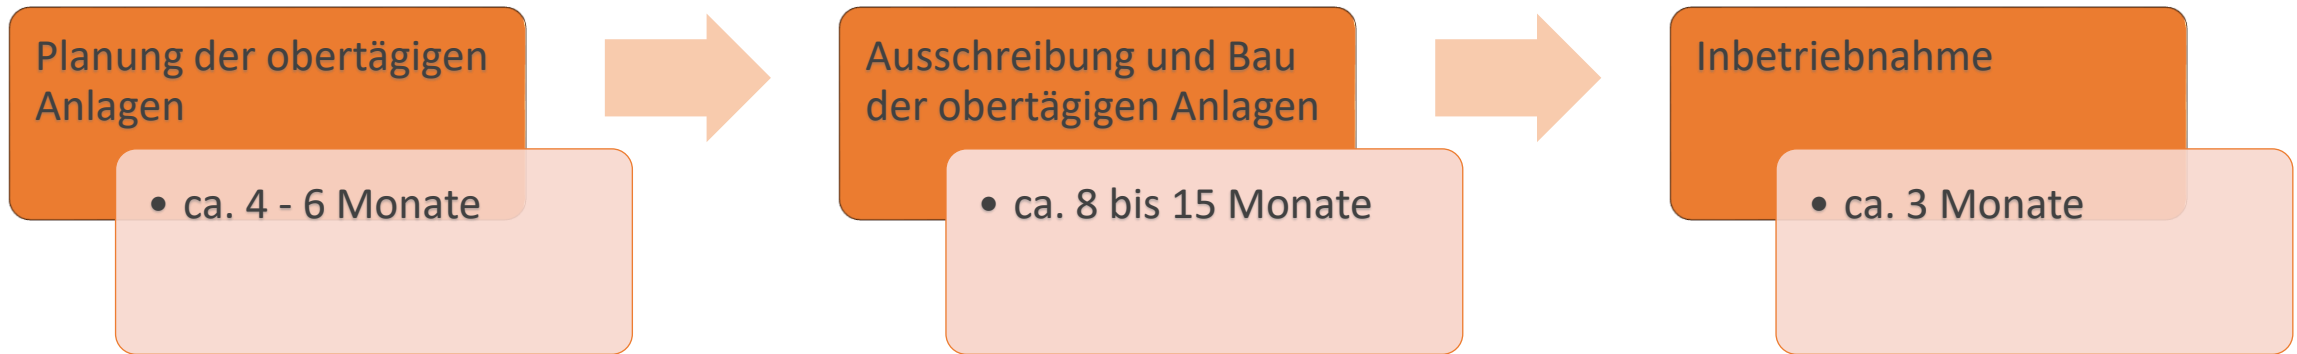 Planung der obertägigen
Anlagen
• ca. 4 - 6 Monate
Ausschreibung und Bau
der obertägigen Anlagen
• ca. 8 bis 15 Monate
Inbetriebnahme
• ca. 3 Monate